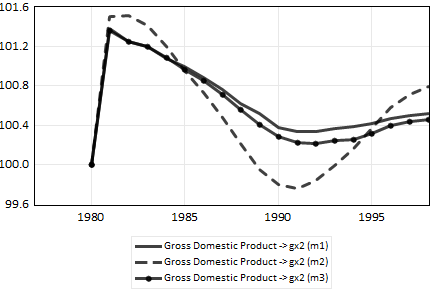 101.6
101.2
100.8
100.4
100.0
99.6
1980 1985 1990 1995
Gross Domestic Product -> gx2 (m1)
Gross Domestic Product -> gx2 (m2)
Gross Domestic Product -> gx2 (m3)